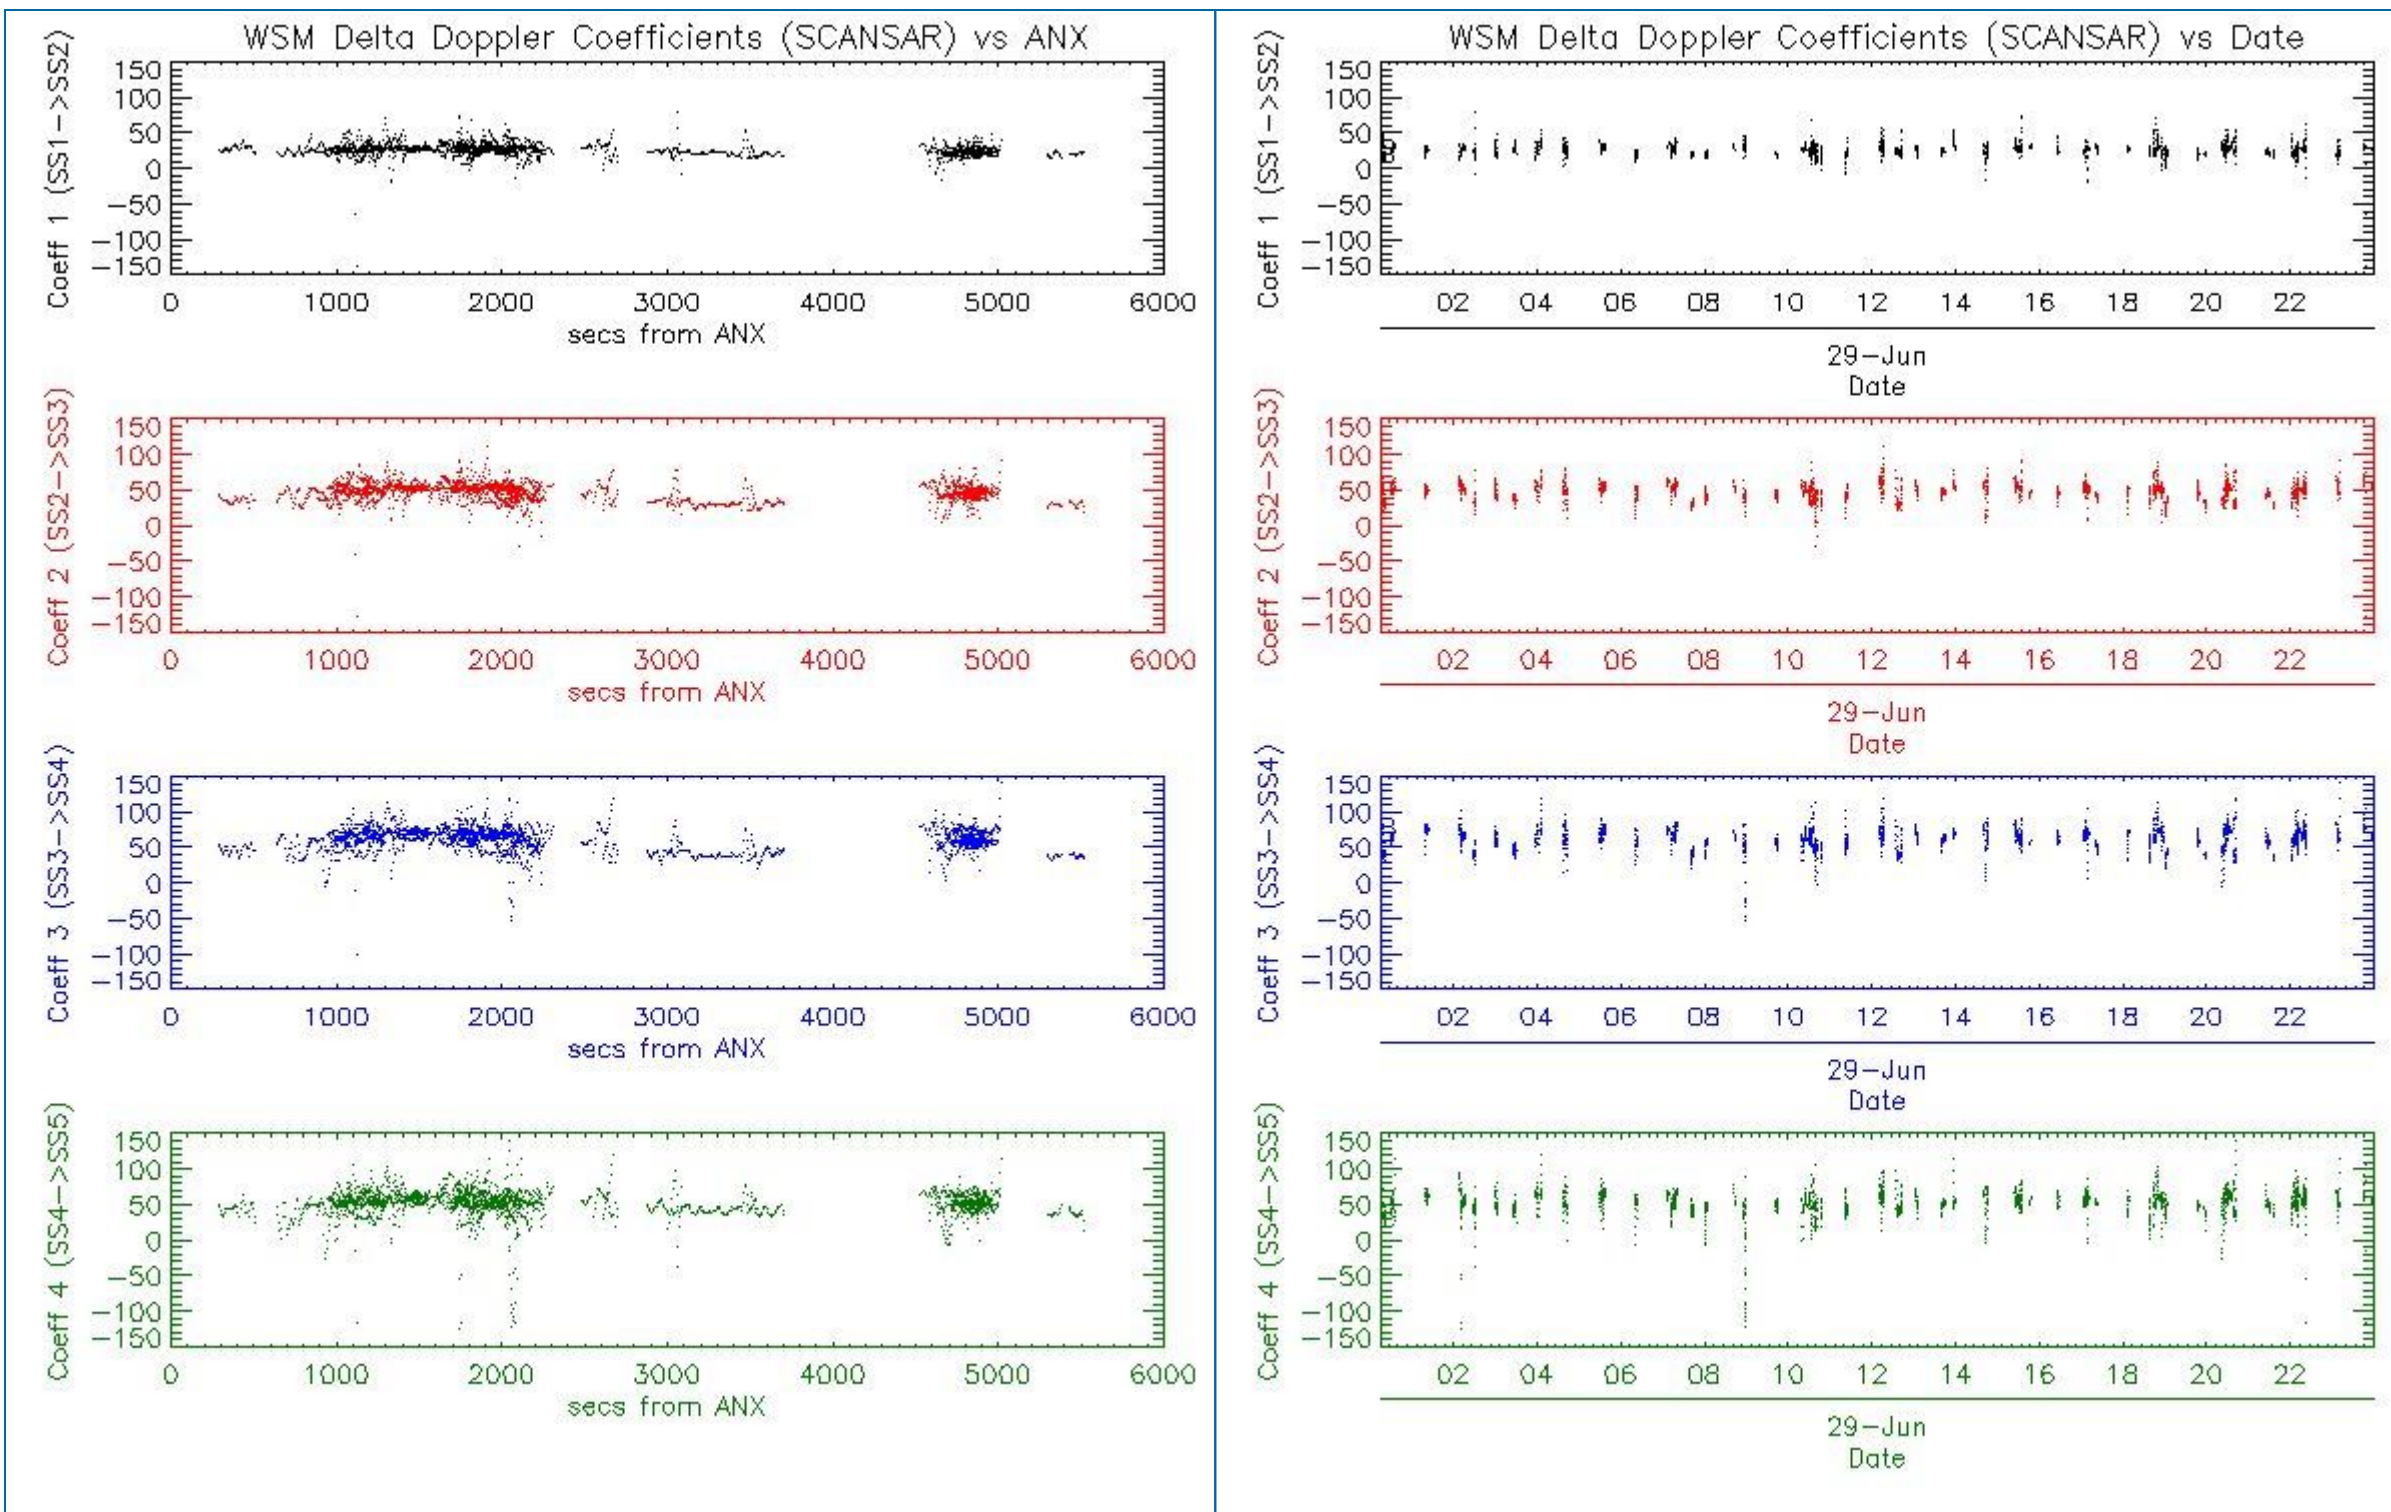 WSM Delta Doppler Coefficients (SCANSAR) vs ANX
Coeff 1 (SS1->SS2)
150
100
50
0
-50
-100
-150
0 1000 2000 3000 4000 5000 6000
secs from ANX
Coeff 2 (SS2->SS3)
150
100
50
0
-50
-100
-150
0 1000 2000 3000 4000 5000 6000
secs from ANX
Coeff 3 (SS3->SS4)
150
100
50
0
-50
-100
-150
0 1000 2000 3000 4000 5000 6000
secs from ANX
Coeff 4 (SS4->SS5)
150
100
50
0
-50
-100
-150
0 1000 2000 3000 4000 5000 6000
secs from ANX
WSM Delta Doppler Coefficients (SCANSAR) vs Date
Coeff 1 (SS1->SS2)
150
100
50
0
-50
-100
-150
02 04 06 08 10 12 14 16 18 20 22
29-Jun
Date
Coeff 2 (SS2->SS3)
150
100
50
0
-50
-100
-150
02 04 06 08 10 12 14 16 18 20 22
29-Jun
Date
Coeff 3 (SS3->SS4)
150
100
50
0
-50
-100
-150
02 04 06 08 10 12 14 16 18 20 22
29-Jun
Date
Coeff 4 (SS4->SS5)
150
100
50
0
-50
-100
-150
02 04 06 08 10 12 14 16 18 20 22
29-Jun
Date